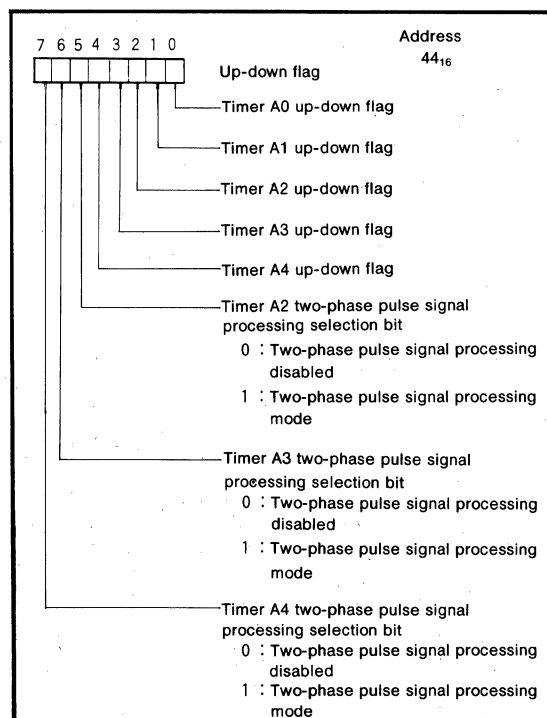 Address
44₁₆
7 6 5 4 3 2 1 0
Up-down flag
Timer A0 up-down flag
Timer A1 up-down flag
Timer A2 up-down flag
Timer A3 up-down flag
Timer A4 up-down flag
Timer A2 two-phase pulse signal
processing selection bit
0 : Two-phase pulse signal processing
disabled
1 : Two-phase pulse signal processing
mode
Timer A3 two-phase pulse signal
processing selection bit
0 : Two-phase pulse signal processing
disabled
1 : Two-phase pulse signal processing
mode
Timer A4 two-phase pulse signal
processing selection bit
0 : Two-phase pulse signal processing
disabled
1 : Two-phase pulse signal processing
mode